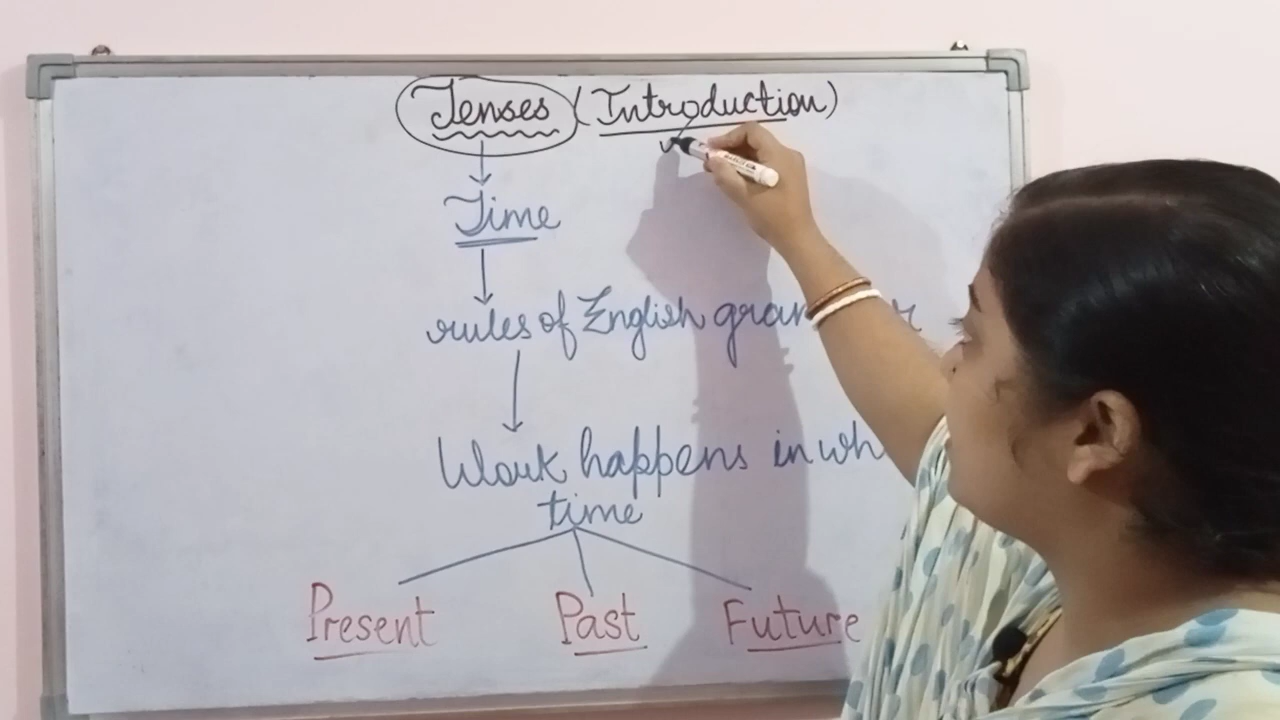 Tenses (Introduction)
Time
rules of English
Work happens in
time
Present Past Future